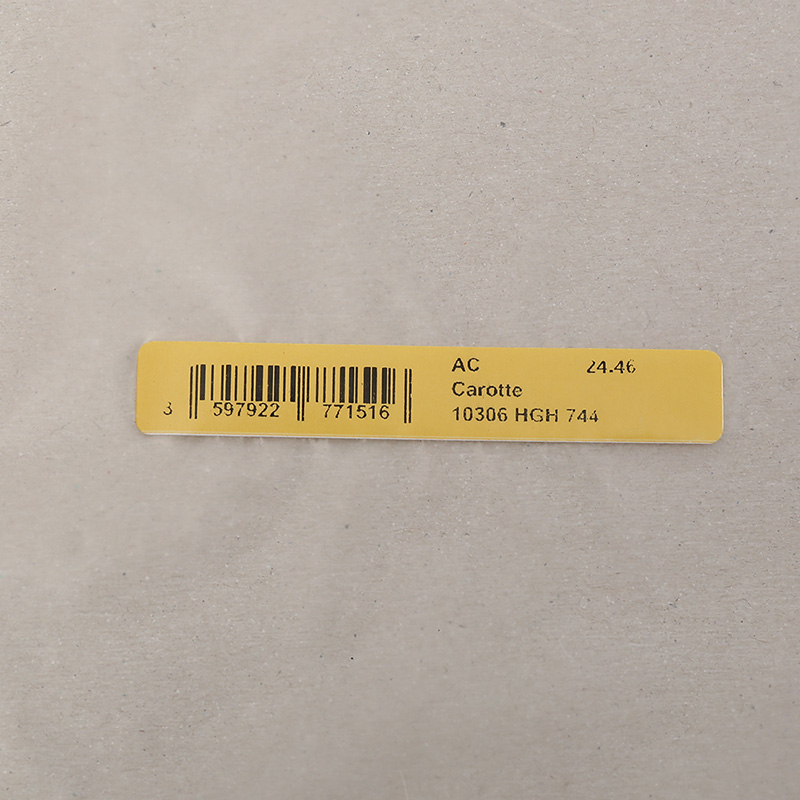 AC 24.46
Carotte
10306 HGH 744
3 597922 771516